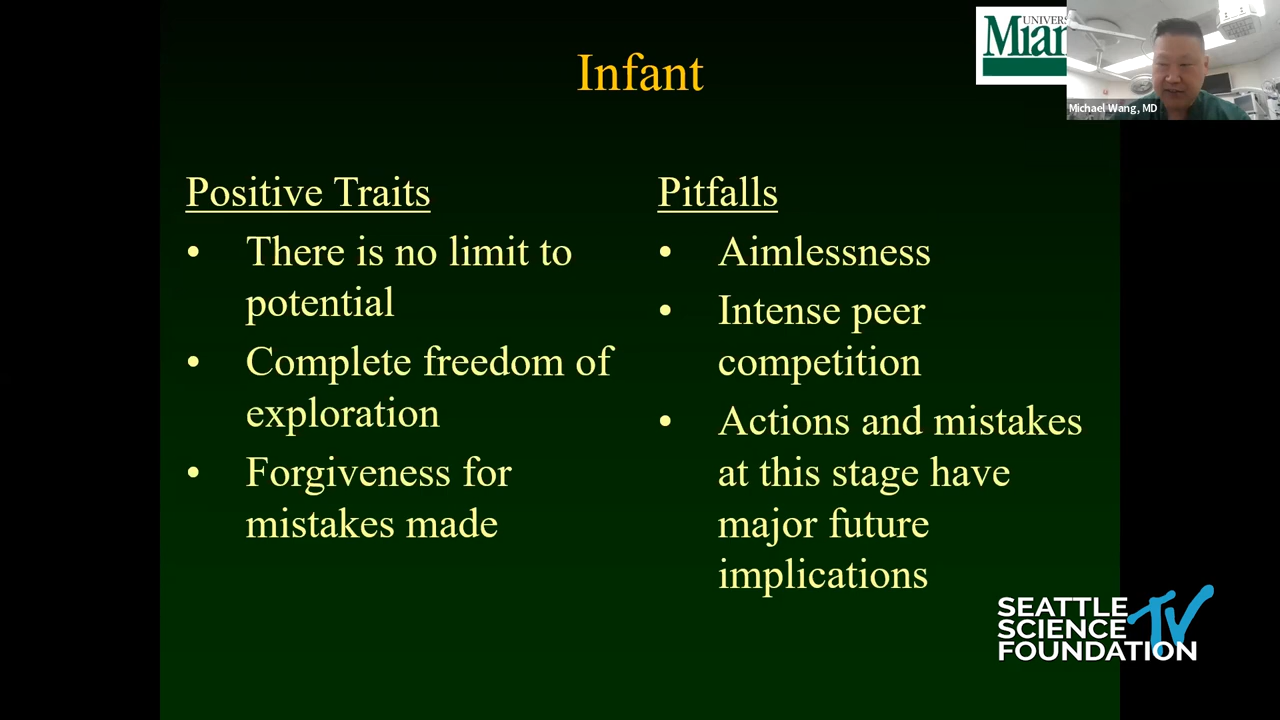 Infant
UNIVERS
Miar
Michael Wang, MD
Positive Traits
• There is no limit to
potential
• Complete freedom of
exploration
• Forgiveness for
mistakes made
Pitfalls
• Aimlessness
• Intense peer
competition
• Actions and mistakes
at this stage have
major future
implications
SEATTLE
SCIENCE
FOUNDATION
TV